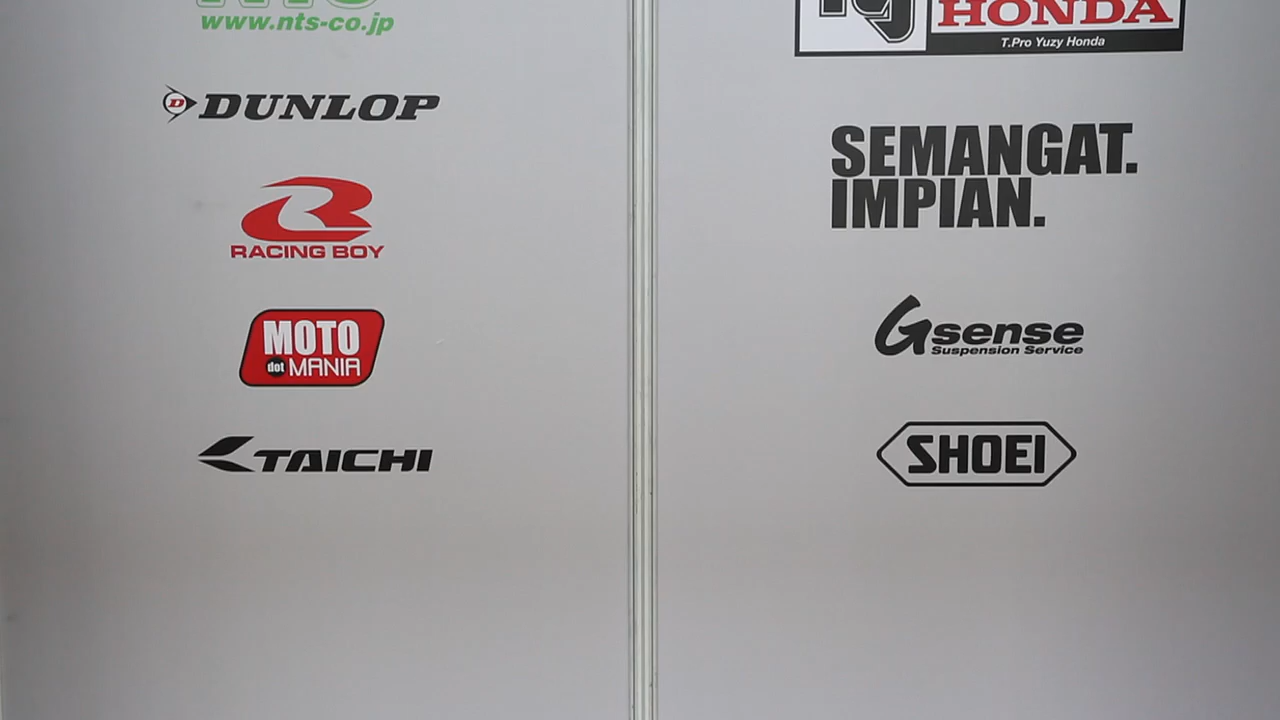 NTS
www.nts-co.jp
D DUNLOP
RACING BOY
MOTO
dot MANIA
TAICHI
HONDA
T.Pro Yuzy Honda
SEMANGAT.
IMPIAN.
Gsense
Suspension Service
SHOEI